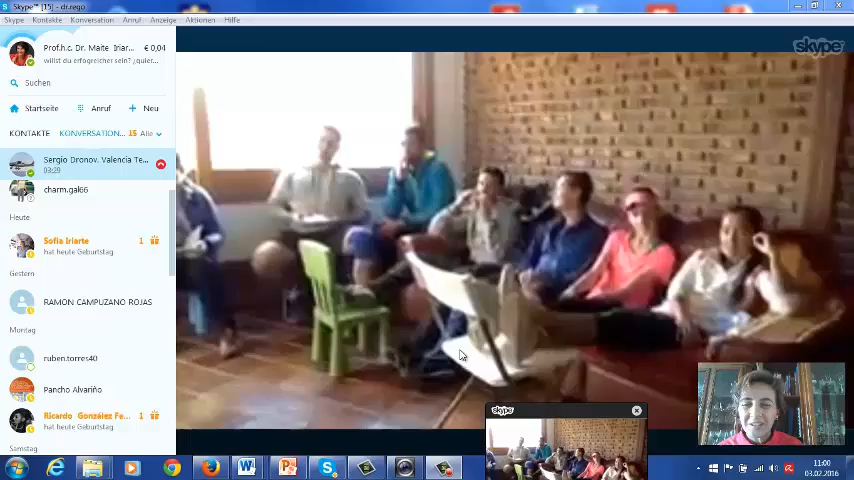 Skype™ [15] - dr.rego
Skype Kontakte Konversation Anruf Anzeige Aktionen Hilfe
Prof.h.c. Dr. Maite Iriar... € 0,04
willst du erfogreicher sein? ¿quier...
Suchen
Startseite Anruf Neu
KONTAKTE KONVERSATION... 15 Alle
Sergio Dronov. Valencia Te...
03:29
charm.gal66
Heute
Sofia Iriarte 1
hat heute Geburtstag
Gestern
RAMON CAMPUZANO ROJAS
Montag
ruben.torres40
Pancho Alvariño
Ricardo González Fe... 1
hat heute Geburtstag
Samstag
skype
skype
11:00
03.02.2016